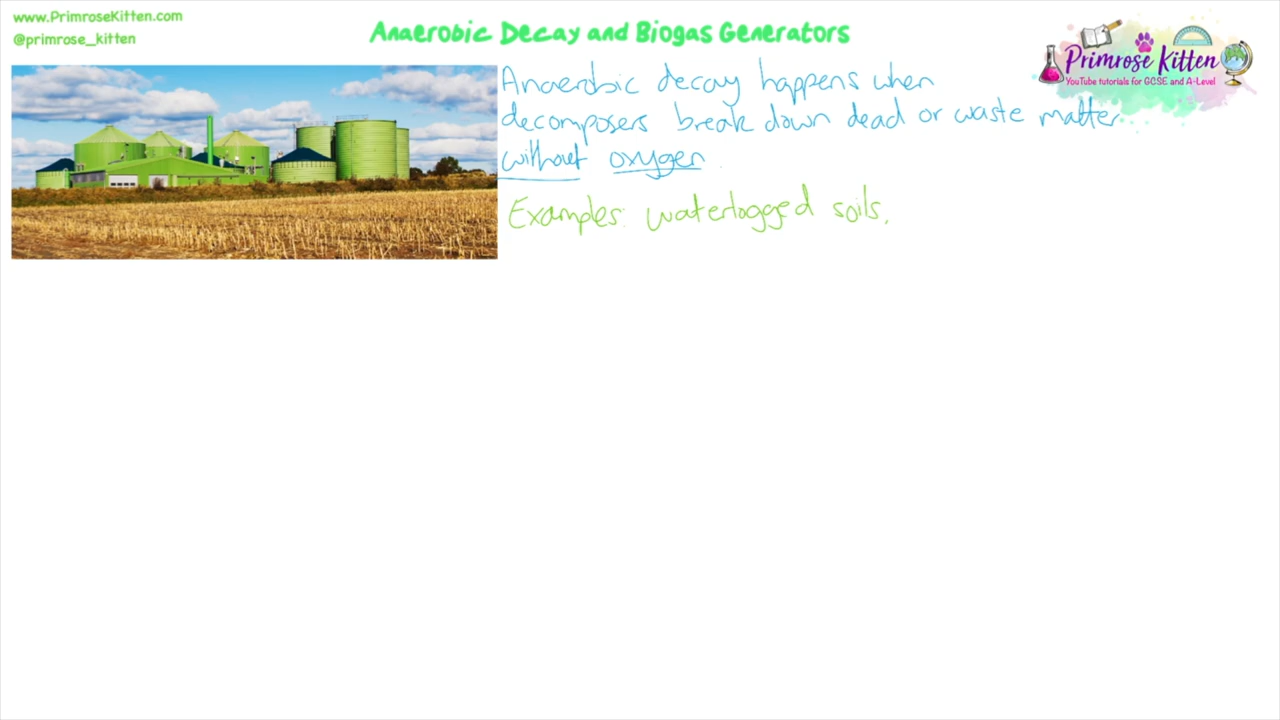 www.PrimroseKitten.com
@primrose_kitten
Anaerobic Decay and Biogas Generators
Primrose Kitten
YouTube tutorials for GCSE and A-Level
Anaerobic decay happens when
decomposers break down dead or waste matter
without oxygen.
Examples: waterlogged soils,